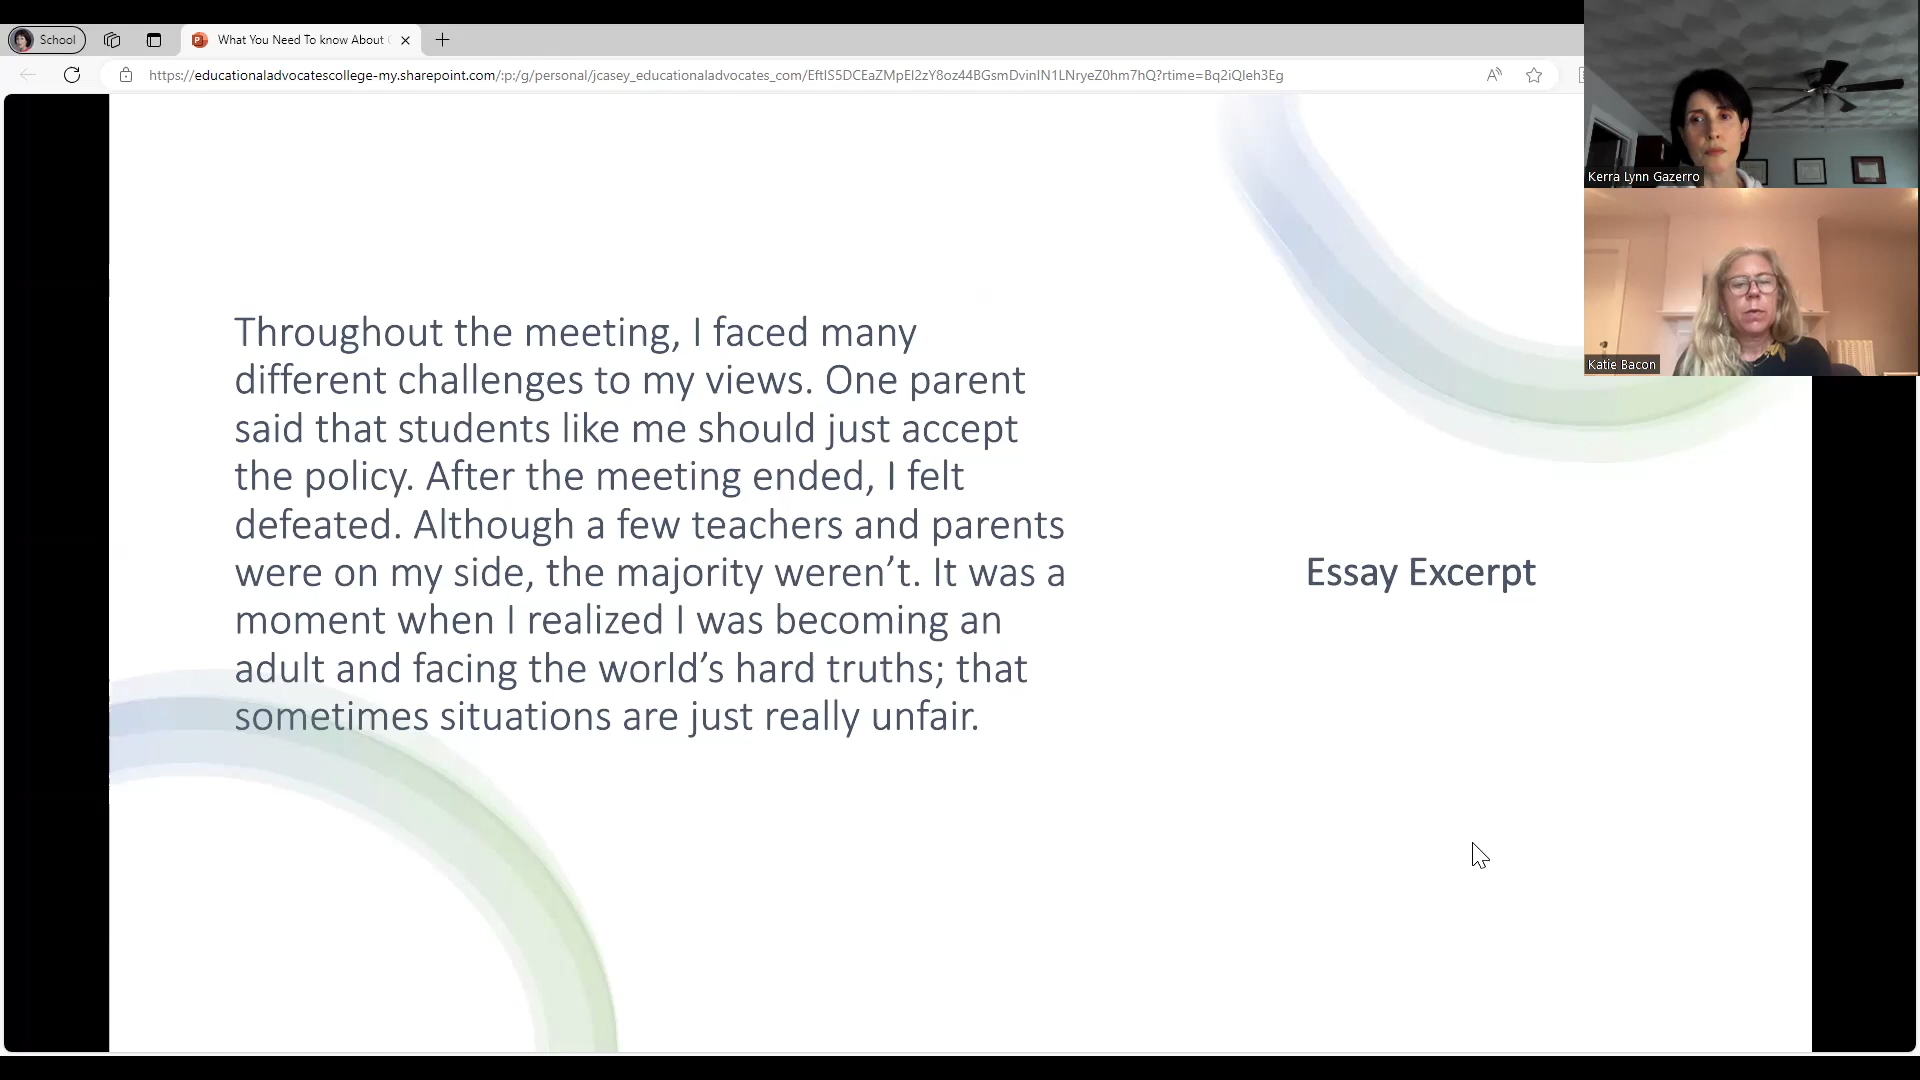 School
What You Need To know About
https://educationaladvocatescollege-my.sharepoint.com/:p:/g/personal/jcasey_educationaladvocates_com/EftIS5DCEaZMpEI2zY8oz44BGsmDvinIN1LNryeZ0hm7hQ?rtime=Bq2iQIeh3Eg
Kerra Lynn Gazerro
Katie Bacon
Throughout the meeting, I faced many
different challenges to my views. One parent
said that students like me should just accept
the policy. After the meeting ended, I felt
defeated. Although a few teachers and parents
were on my side, the majority weren’t. It was a
moment when I realized I was becoming an
adult and facing the world’s hard truths; that
sometimes situations are just really unfair.
Essay Excerpt